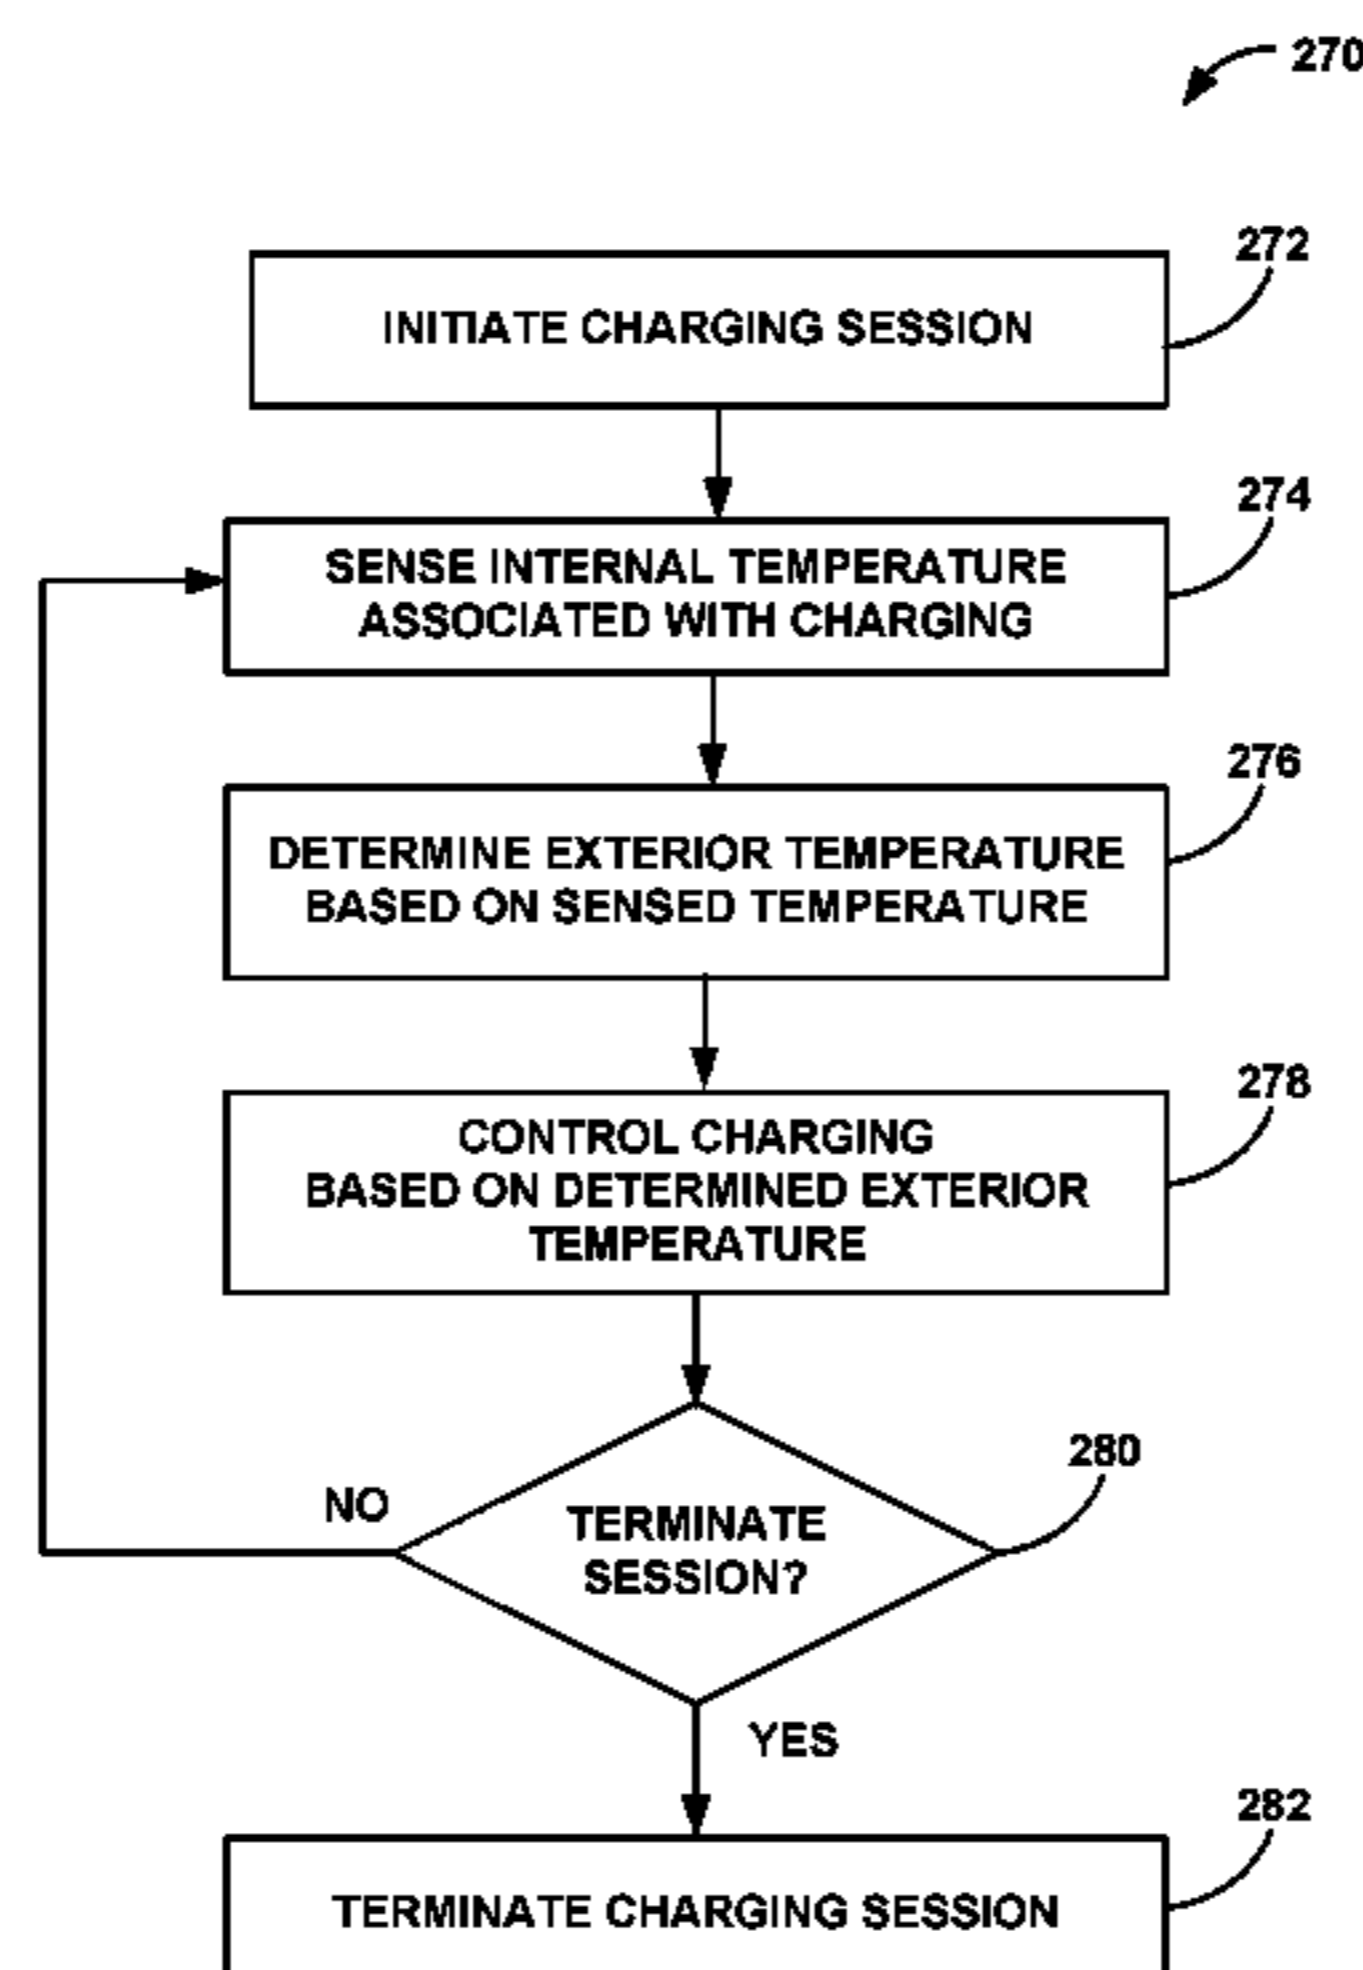 270
272
INITIATE CHARGING SESSION
274
SENSE INTERNAL TEMPERATURE
ASSOCIATED WITH CHARGING
276
DETERMINE EXTERIOR TEMPERATURE
BASED ON SENSED TEMPERATURE
278
CONTROL CHARGING
BASED ON DETERMINED EXTERIOR
TEMPERATURE
280
NO
TERMINATE
SESSION?
YES
282
TERMINATE CHARGING SESSION